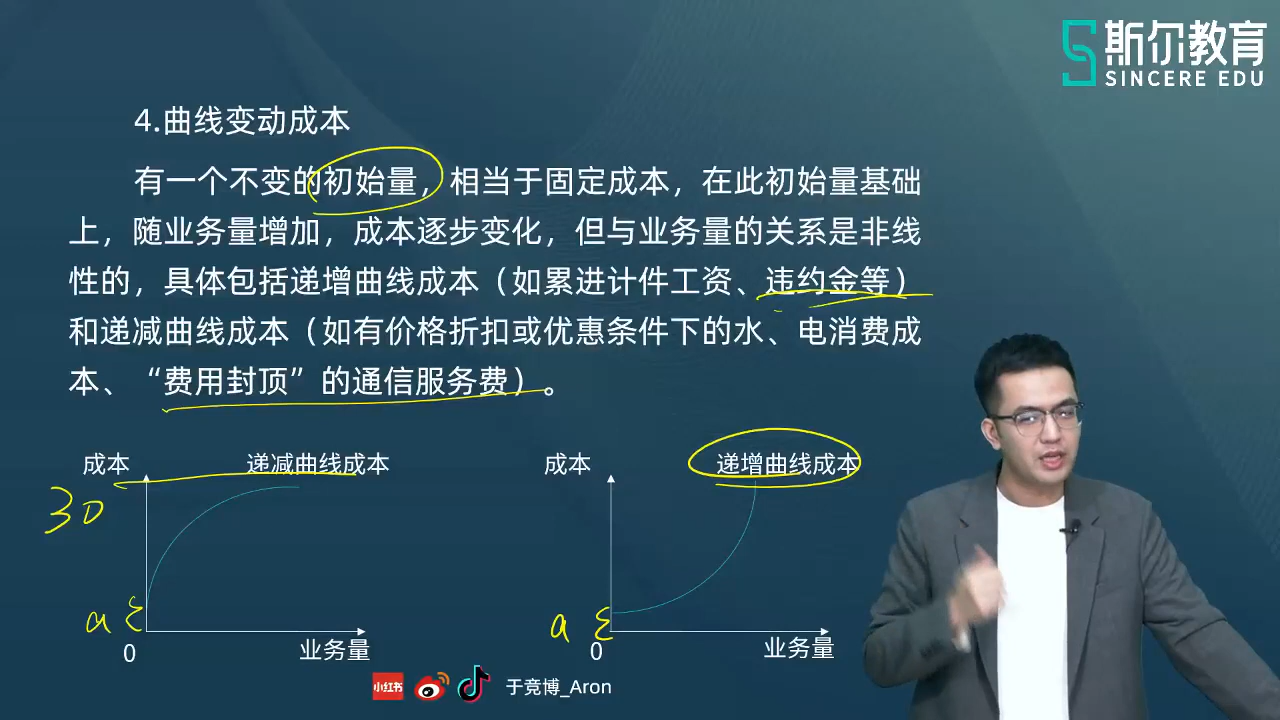 斯尔教育
SINCERE EDU
4.曲线变动成本
有一个不变的初始量，相当于固定成本，在此初始量基础
上，随业务量增加，成本逐步变化，但与业务量的关系是非线
性的，具体包括递增曲线成本（如累进计件工资、违约金等）
和递减曲线成本（如有价格折扣或优惠条件下的水、电消费成
本、“费用封顶”的通信服务费）。
成本 递减曲线成本
30
a
0
业务量
成本 递增曲线成本
a
0
业务量
小红书
于竞博_Aron